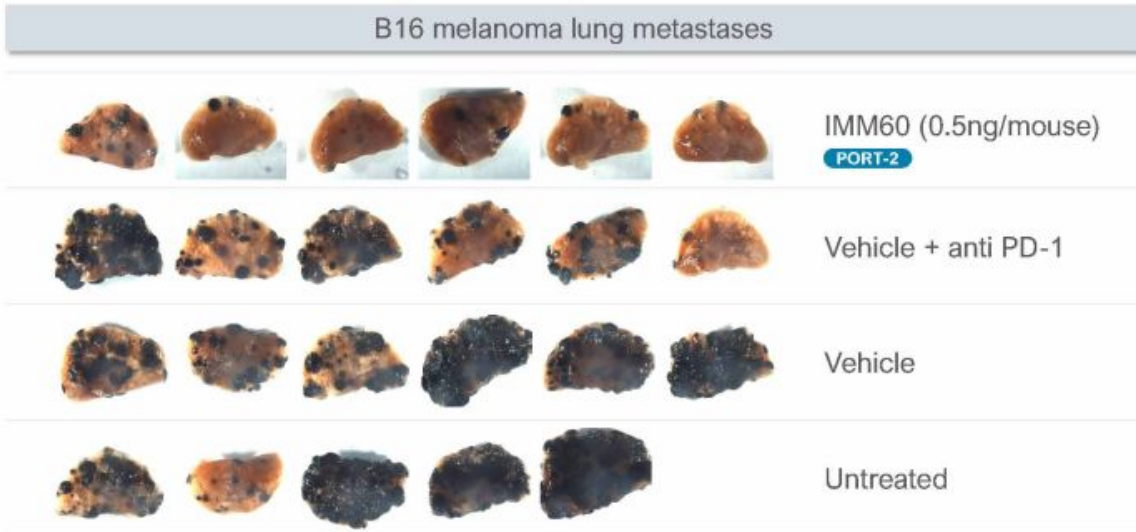 B16 melanoma lung metastases
IMM60 (0.5ng/mouse)
PORT-2
Vehicle + anti PD-1
Vehicle
Untreated